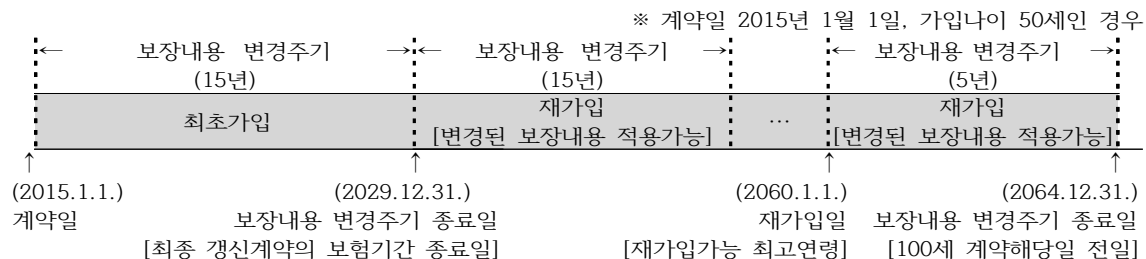 ※ 계약일 2015년 1월 1일, 가입나이 50세인 경우
← 보장내용 변경주기 → ← 보장내용 변경주기 → ← 보장내용 변경주기 →
(15년) (15년) (5년)
최초가입 재가입 … 재가입
[변경된 보장내용 적용가능] [변경된 보장내용 적용가능]
↑ ↑ ↑ ↑
(2015.1.1.) (2029.12.31.) (2060.1.1.) (2064.12.31.)
계약일 보장내용 변경주기 종료일 재가입일 보장내용 변경주기 종료일
[최종 갱신계약의 보험기간 종료일] [재가입가능 최고연령] [100세 계약해당일 전일]